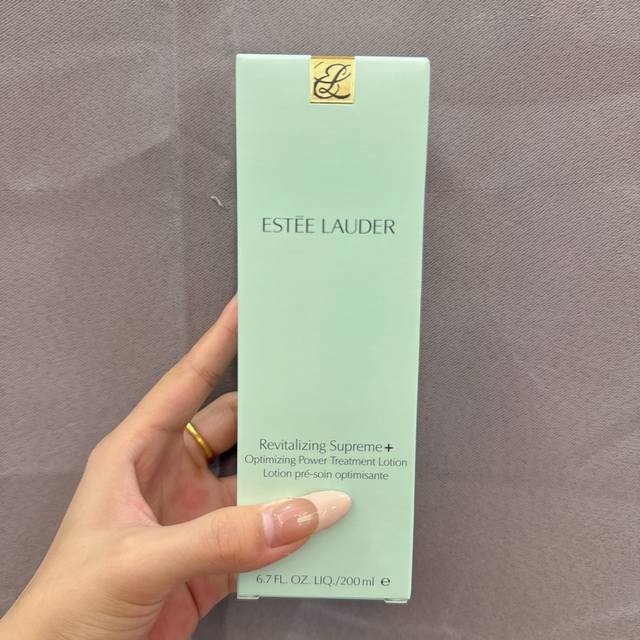 EL
ESTĒE LAUDER
Revitalizing Supreme+
Optimizing Power Treatment Lotion
Lotion pré-soin optimisante
6.7 FL. OZ. LIQ./200 ml ℮